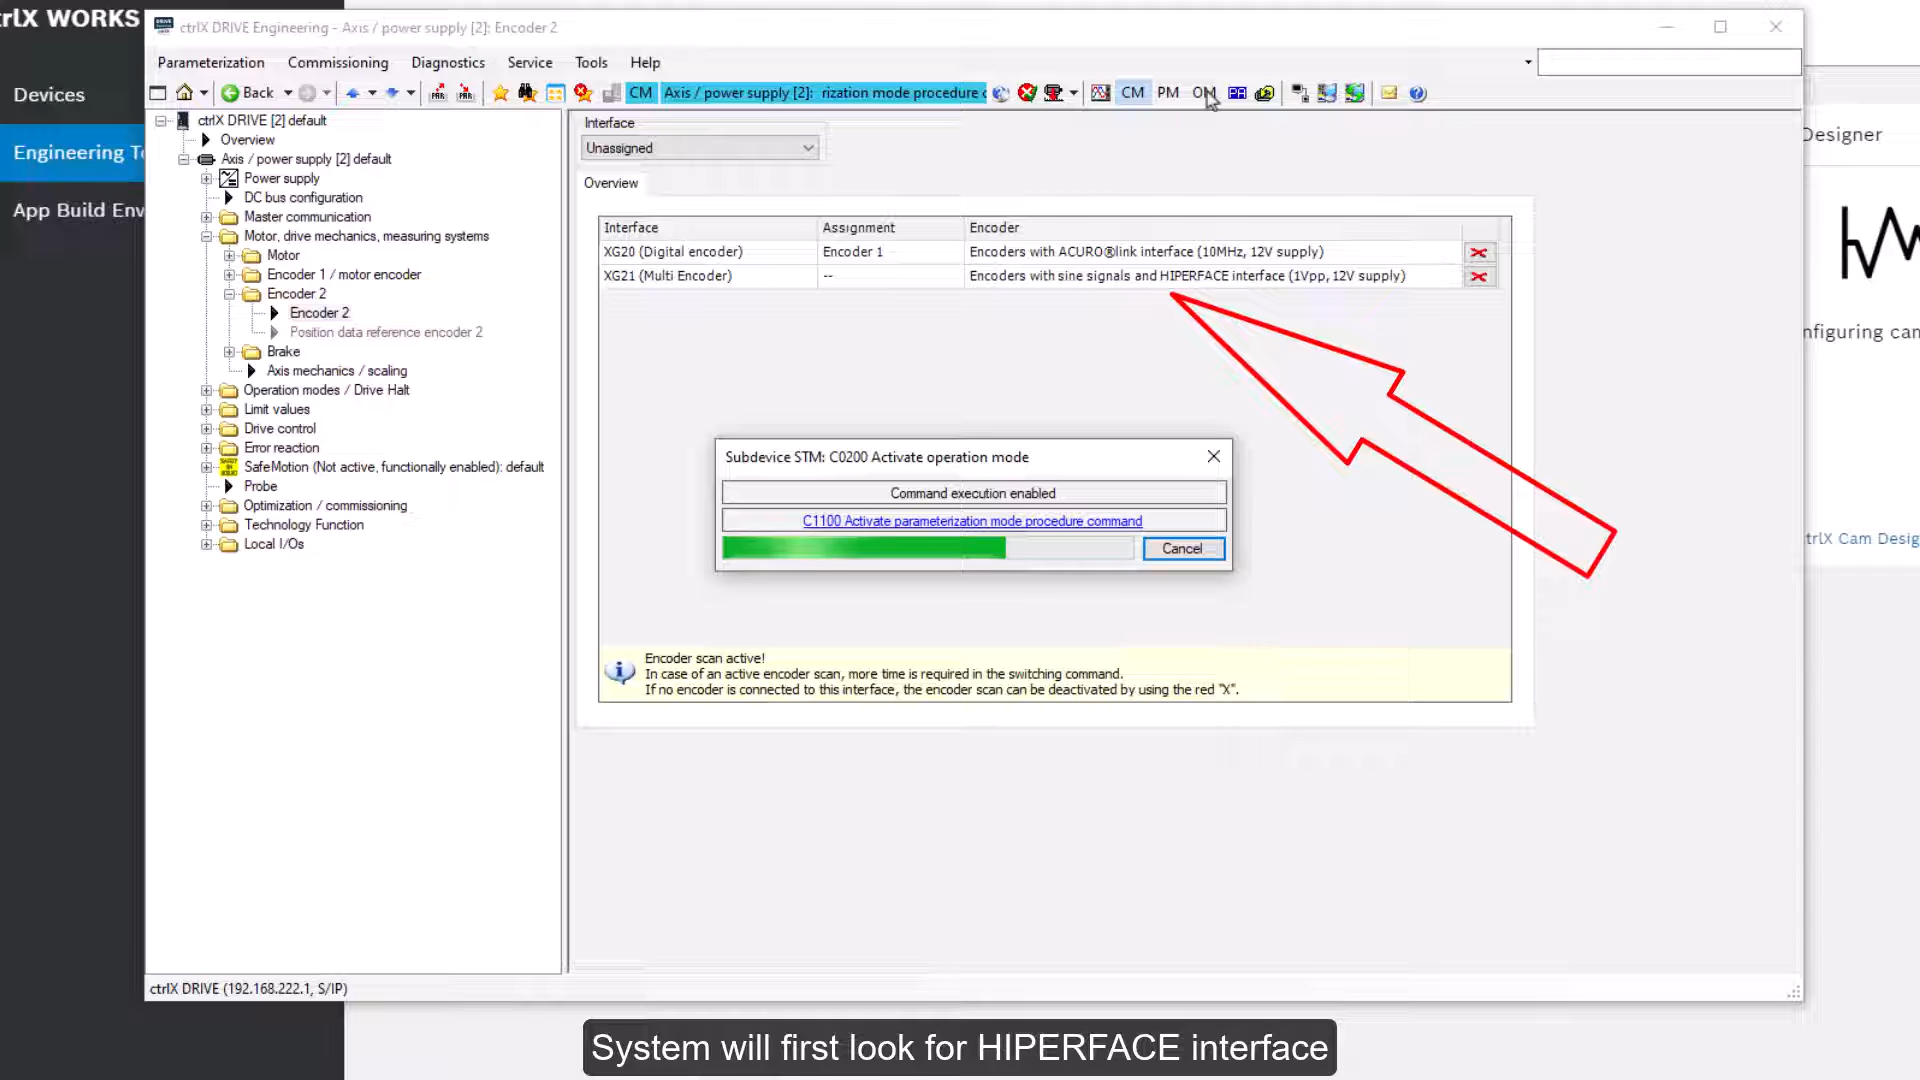 rlX WORKS
ctrlX DRIVE Engineering - Axis / power supply [2]: Encoder 2
Parameterization Commissioning Diagnostics Service Tools Help
Back CM Axis / power supply [2]: rization mode procedure c CM PM OM
Devices
Engineering To
App Build Env
ctrlX DRIVE [2] default
Overview
Axis / power supply [2] default
Power supply
DC bus configuration
Master communication
Motor, drive mechanics, measuring systems
Motor
Encoder 1 / motor encoder
Encoder 2
Encoder 2
Position data reference encoder 2
Brake
Axis mechanics / scaling
Operation modes / Drive Halt
Limit values
Drive control
Error reaction
SafeMotion (Not active, functionally enabled): default
Probe
Optimization / commissioning
Technology Function
Local I/Os
Interface
Unassigned
Overview
Interface Assignment Encoder
XG20 (Digital encoder) Encoder 1 Encoders with ACURO®link interface (10MHz, 12V supply)
XG21 (Multi Encoder) -- Encoders with sine signals and HIPERFACE interface (1Vpp, 12V supply)
Subdevice STM: C0200 Activate operation mode
Command execution enabled
C1100 Activate parameterization mode procedure command
Cancel
Encoder scan active!
In case of an active encoder scan, more time is required in the switching command.
If no encoder is connected to this interface, the encoder scan can be deactivated by using the red "X".
Designer
nfiguring can
trlX Cam Desig
ctrlX DRIVE (192.168.222.1, S/IP)
System will first look for HIPERFACE interface